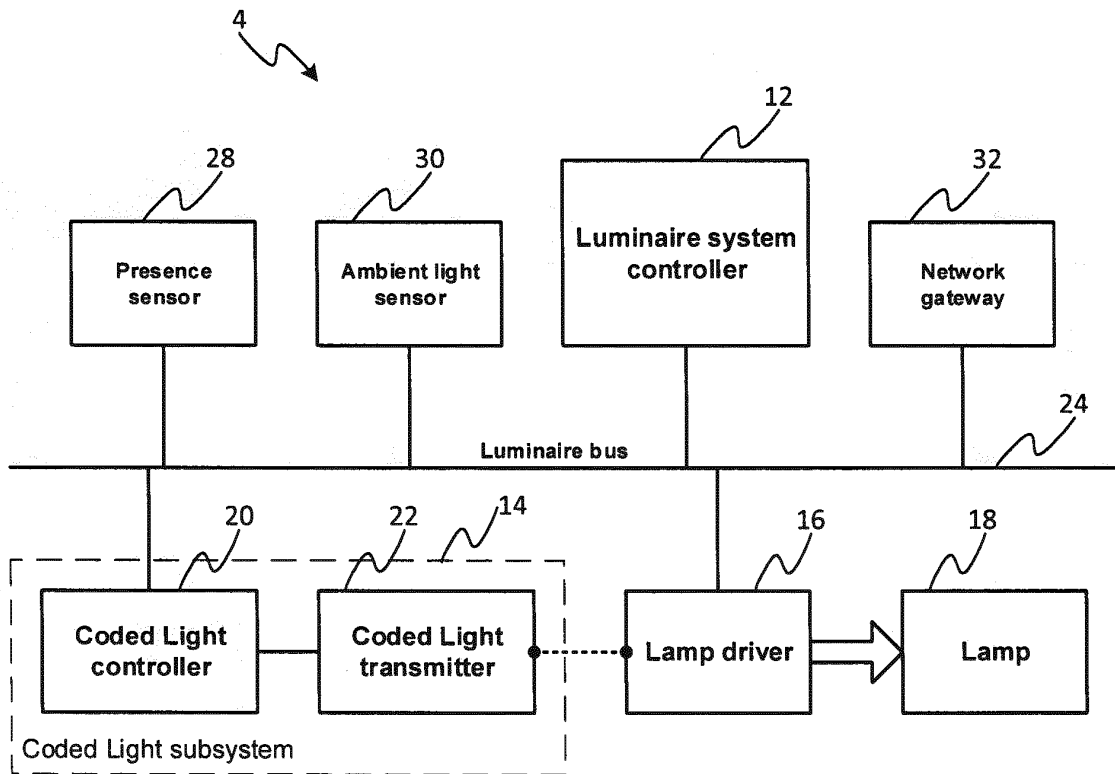 4
12
28
30
32
Presence
sensor
Ambient light
sensor
Luminaire system
controller
Network
gateway
24
Luminaire bus
20
22
14
16
18
Coded Light
controller
Coded Light
transmitter
Lamp driver
Lamp
Coded Light subsystem